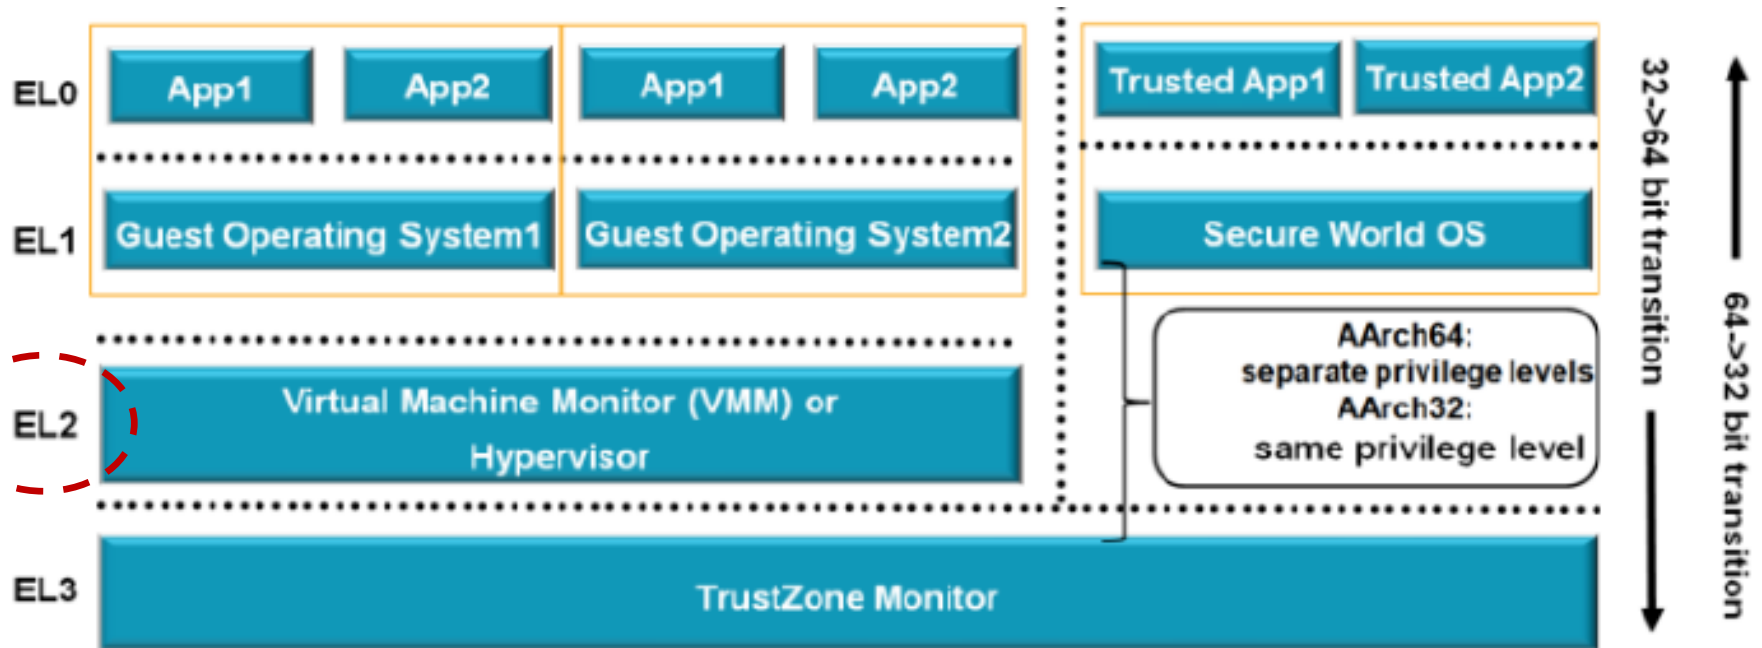 EL0
App1
App2
App1
App2
Trusted App1
Trusted App2
EL1
Guest Operating System1
Guest Operating System2
Secure World OS
AArch64:
separate privilege levels
AArch32:
same privilege level
EL2
Virtual Machine Monitor (VMM) or
Hypervisor
EL3
TrustZone Monitor
32->64 bit transition
64->32 bit transition